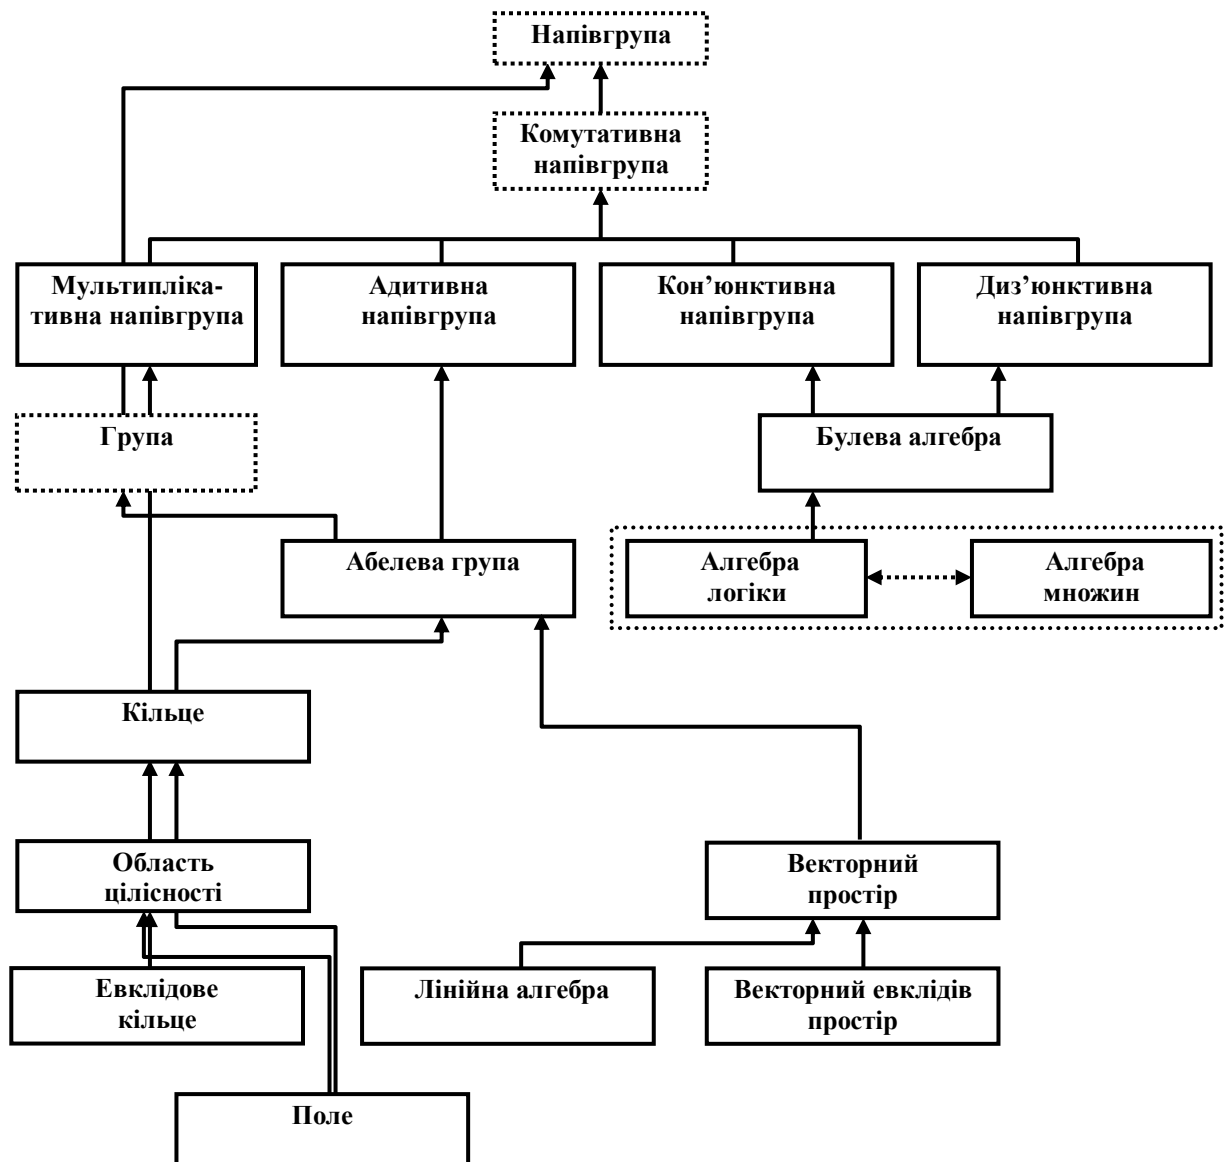 Напівгрупа
Комутативна
напівгрупа
Мультипліка-
тивна напівгрупа
Адитивна
напівгрупа
Кон’юнктивна
напівгрупа
Диз’юнктивна
напівгрупа
Група
Булева алгебра
Абелева група
Алгебра
логіки
Алгебра
множин
Кільце
Область
цілісності
Векторний
простір
Евклідове
кільце
Лінійна алгебра
Векторний евклідів
простір
Поле